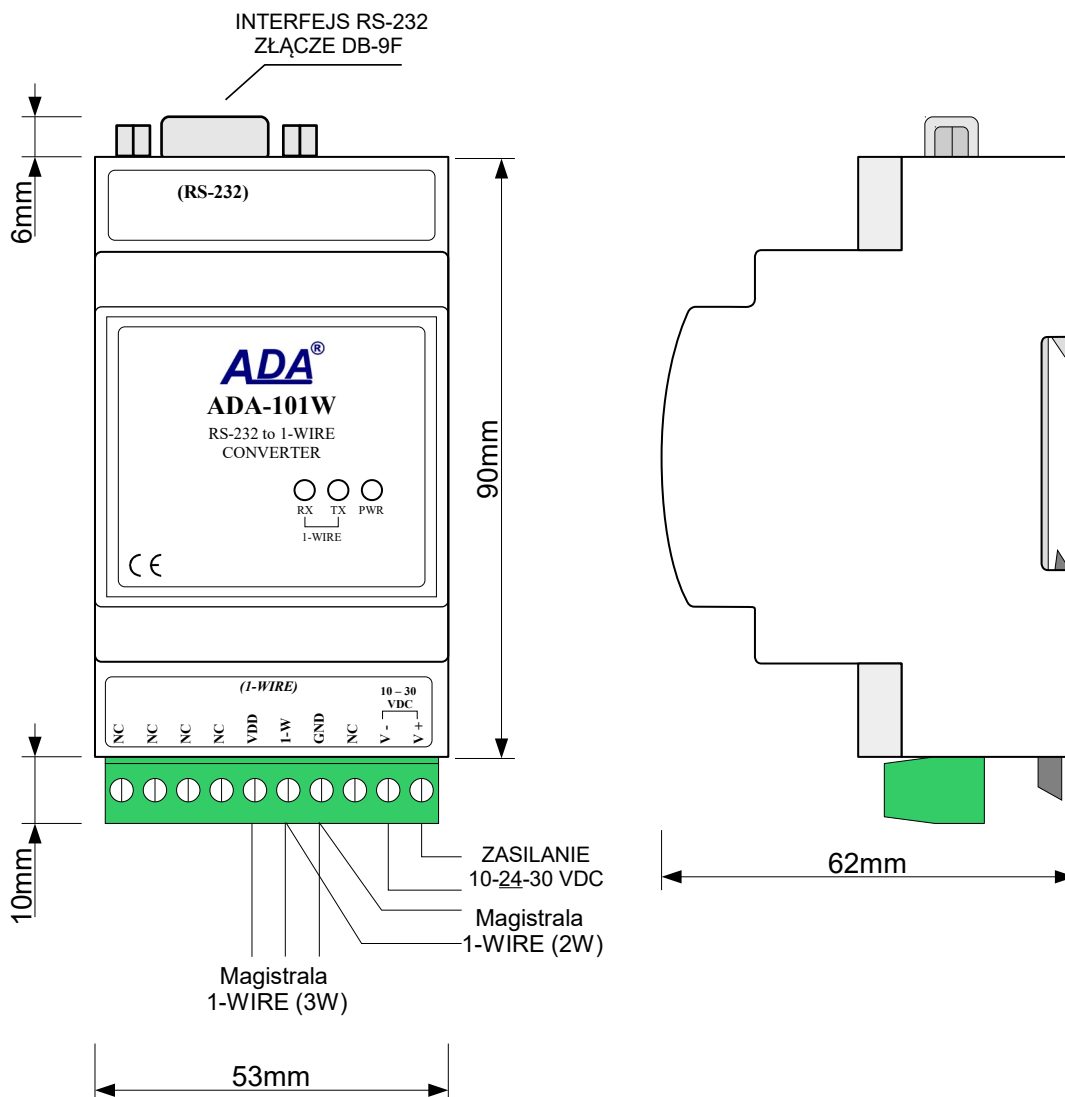 INTERFEJS RS-232
ZŁĄCZE DB-9F
6mm
(RS-232)
ADA®
ADA-101W
RS-232 to 1-WIRE
CONVERTER
RX TX PWR
1-WIRE
CE
90mm
(1-WIRE)
10 – 30
VDC
NC NC NC NC VDD 1-W GND NC V - V +
10mm
ZASILANIE
10-24-30 VDC
Magistrala
1-WIRE (2W)
Magistrala
1-WIRE (3W)
53mm
62mm